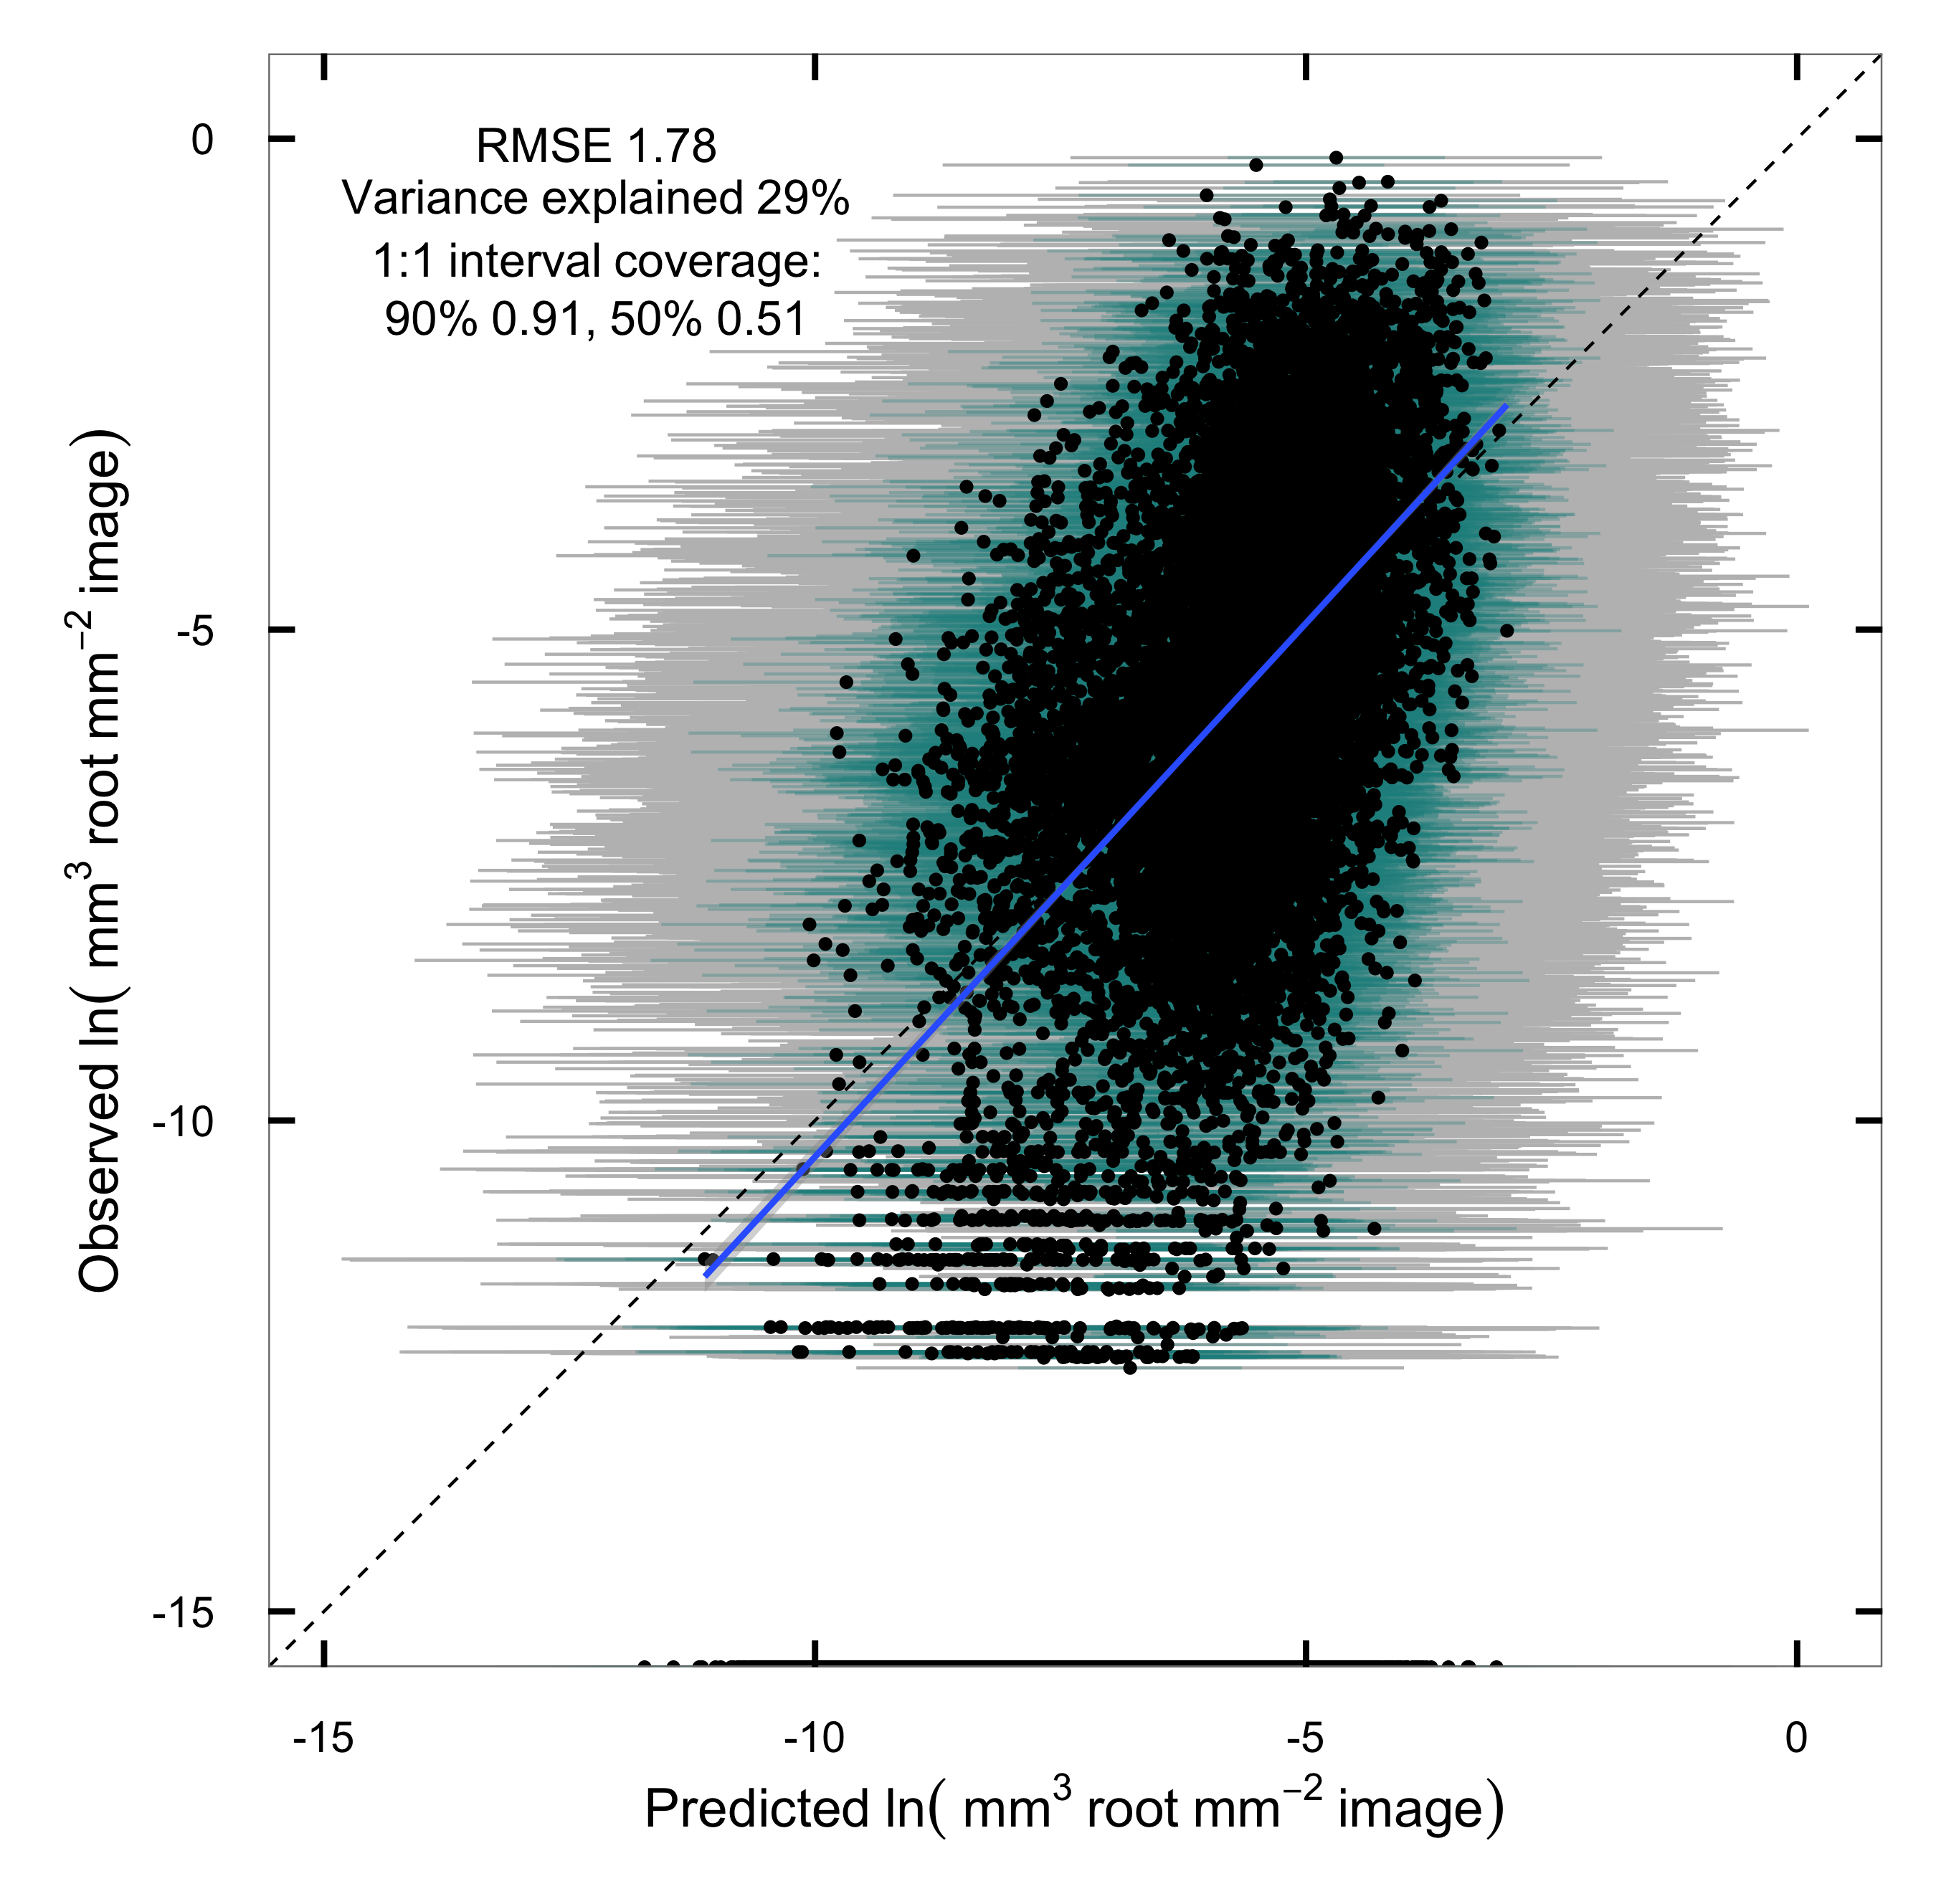 RMSE 1.78
Variance explained 29%
1:1 interval coverage:
90% 0.91, 50% 0.51
0
-5
-10
-15
Observed ln( mm³ root mm⁻² image)
-15
-10
-5
0
Predicted ln( mm³ root mm⁻² image)